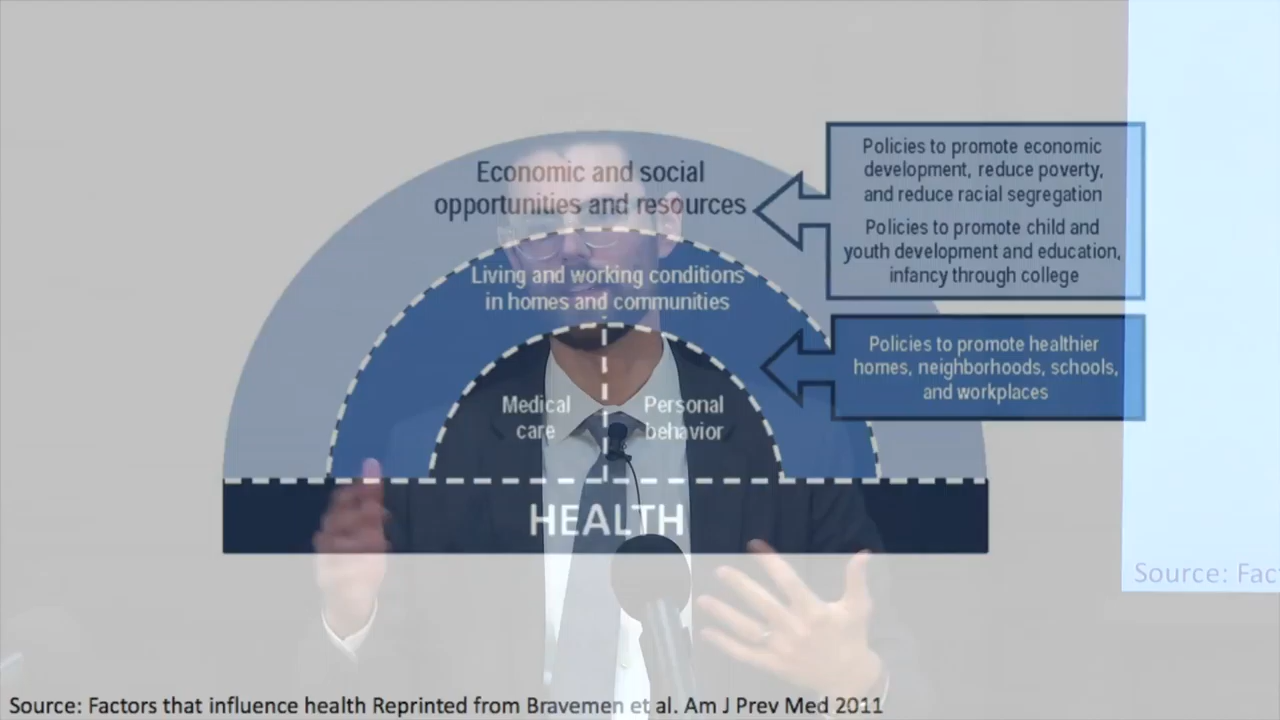 Economic and social
opportunities and resources
Living and working conditions
in homes and communities
Medical
care
Personal
behavior
HEALTH
Policies to promote economic
development, reduce poverty,
and reduce racial segregation
Policies to promote child and
youth development and education,
infancy through college
Policies to promote healthier
homes, neighborhoods, schools,
and workplaces
Source: Fac
Source: Factors that influence health Reprinted from Bravemen et al. Am J Prev Med 2011